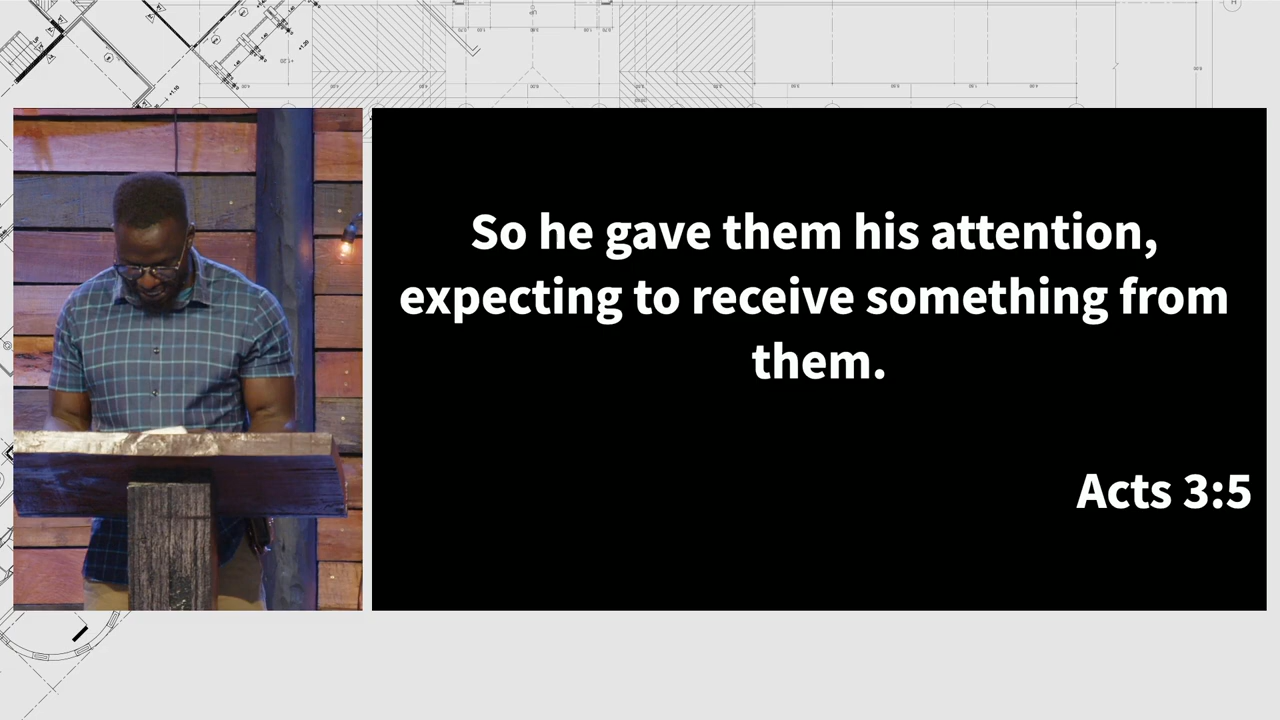 So he gave them his attention,
expecting to receive something from
them.
Acts 3:5